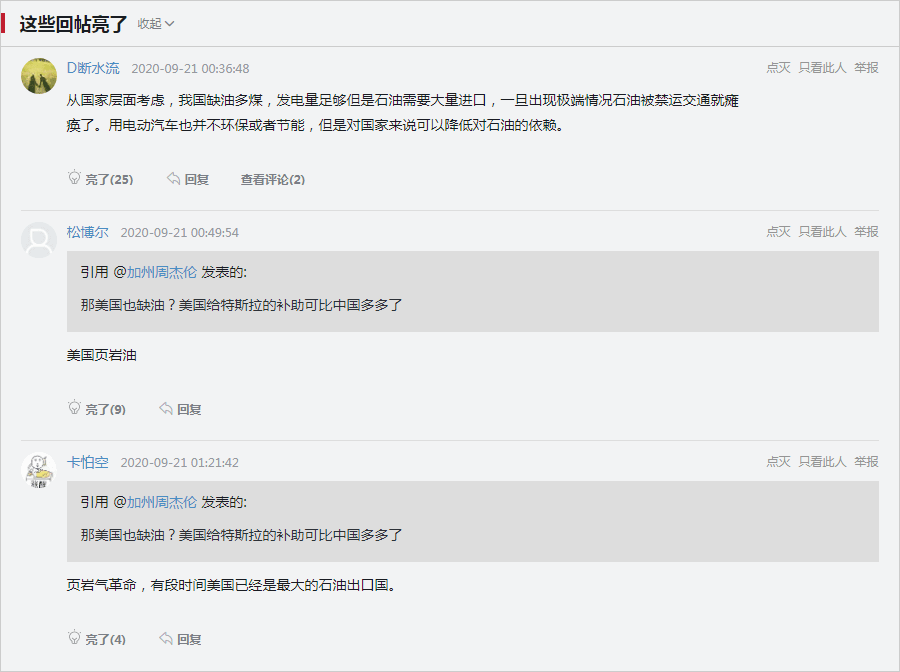 这些回帖亮了 收起
D断水流 2020-09-21 00:36:48 点灭 只看此人 举报
从国家层面考虑，我国缺油多煤，发电量足够但是石油需要大量进口，一旦出现极端情况石油被禁运交通就瘫
痪了。用电动汽车也并不环保或者节能，但是对国家来说可以降低对石油的依赖。
亮了(25) 回复 查看评论(2)
松博尔 2020-09-21 00:49:54 点灭 只看此人 举报
引用 @加州周杰伦 发表的:
那美国也缺油？美国给特斯拉的补助可比中国多多了
美国页岩油
亮了(9) 回复
卡怕空 2020-09-21 01:21:42 点灭 只看此人 举报
引用 @加州周杰伦 发表的:
那美国也缺油？美国给特斯拉的补助可比中国多多了
页岩气革命，有段时间美国已经是最大的石油出口国。
亮了(4) 回复